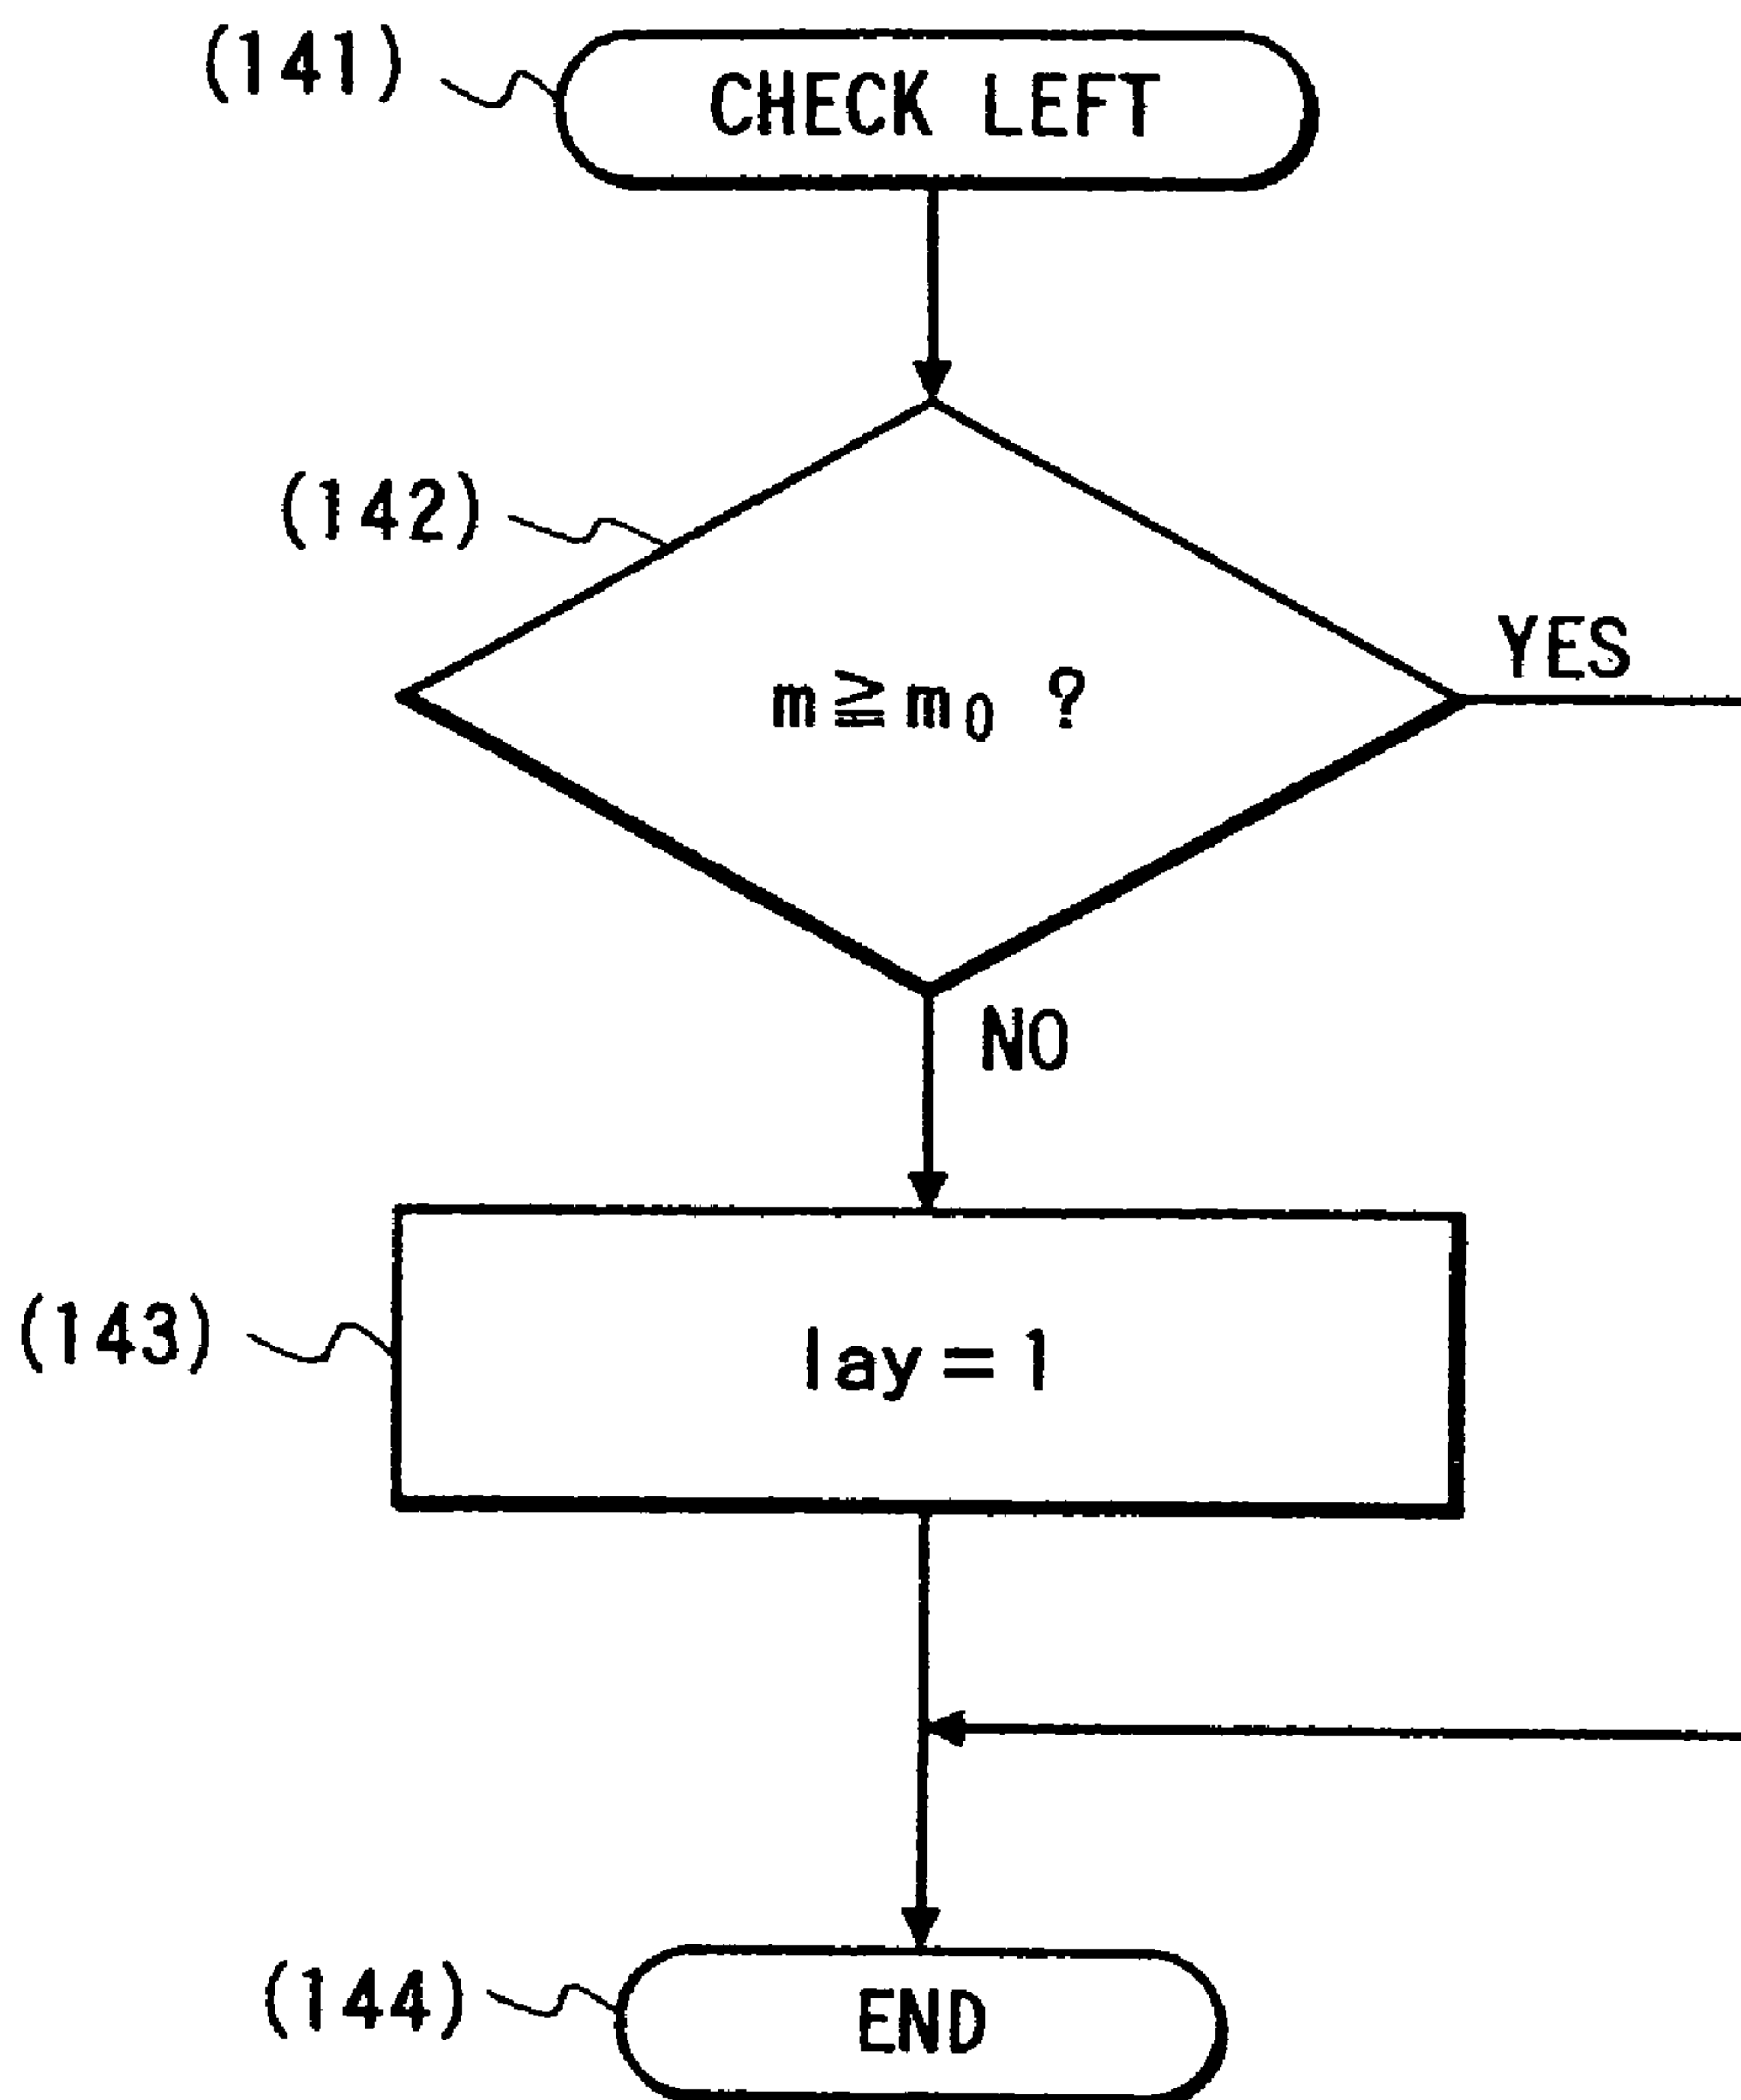 (141)
CHECK LEFT
(142)
m≧m₀ ?
YES
NO
(143)
lay=1
(144)
END